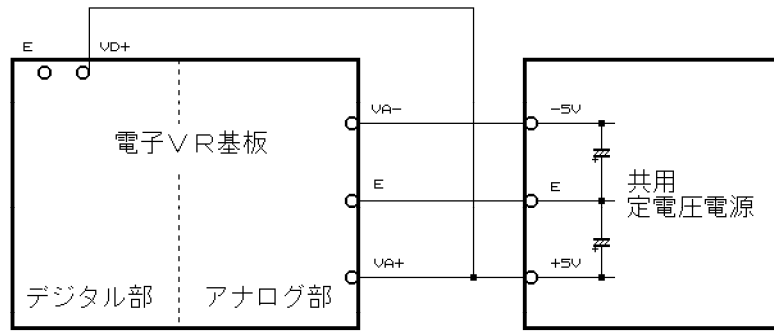 E
VD+
VA-
-5V
電子VR基板
E
E
共用
定電圧電源
VA+
+5V
デジタル部
アナログ部